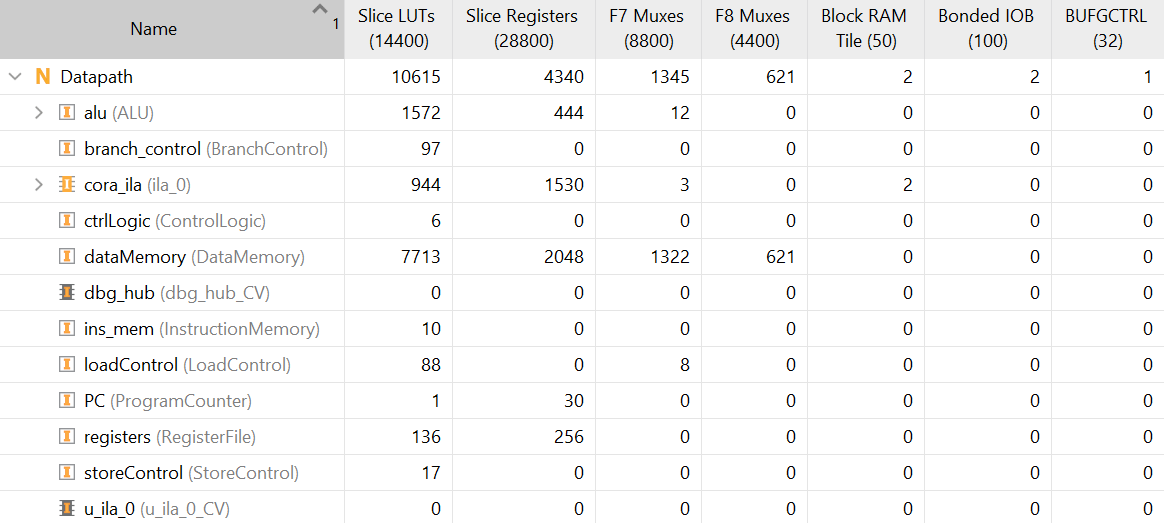 Name 1 Slice LUTs (14400) Slice Registers (28800) F7 Muxes (8800) F8 Muxes (4400) Block RAM Tile (50) Bonded IOB (100) BUFGCTRL (32)
N Datapath 10615 4340 1345 621 2 2 1
alu (ALU) 1572 444 12 0 0 0 0
branch_control (BranchControl) 97 0 0 0 0 0 0
cora_ila (ila_0) 944 1530 3 0 2 0 0
ctrlLogic (ControlLogic) 6 0 0 0 0 0 0
dataMemory (DataMemory) 7713 2048 1322 621 0 0 0
dbg_hub (dbg_hub_CV) 0 0 0 0 0 0 0
ins_mem (InstructionMemory) 10 0 0 0 0 0 0
loadControl (LoadControl) 88 0 8 0 0 0 0
PC (ProgramCounter) 1 30 0 0 0 0 0
registers (RegisterFile) 136 256 0 0 0 0 0
storeControl (StoreControl) 17 0 0 0 0 0 0
u_ila_0 (u_ila_0_CV) 0 0 0 0 0 0 0